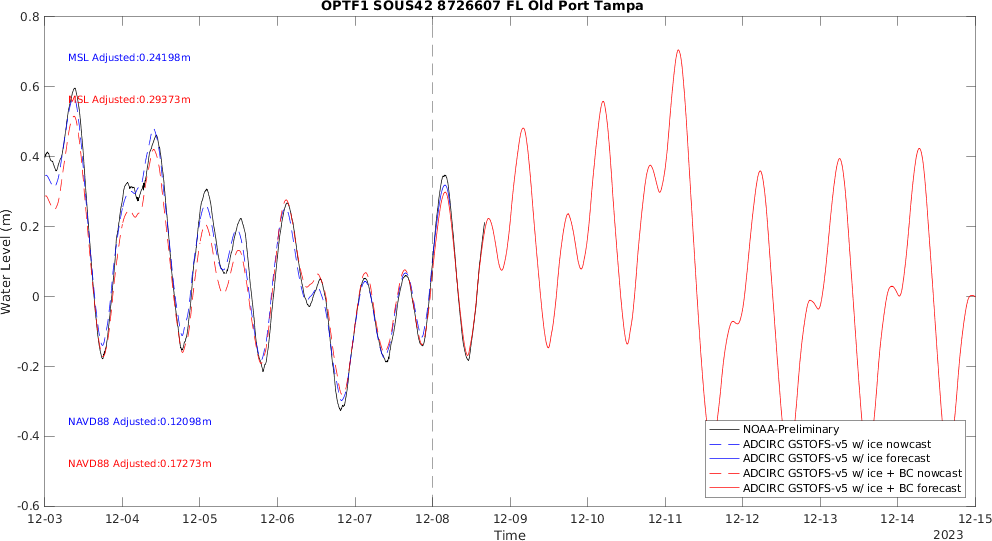 OPTF1 SOUS42 8726607 FL Old Port Tampa
0.8
0.6
0.4
0.2
0
-0.2
-0.4
-0.6
Water Level (m)
MSL Adjusted:0.24198m
MSL Adjusted:0.29373m
NAVD88 Adjusted:0.12098m
NAVD88 Adjusted:0.17273m
NOAA-Preliminary
ADCIRC GSTOFS-v5 w/ ice nowcast
ADCIRC GSTOFS-v5 w/ ice forecast
ADCIRC GSTOFS-v5 w/ ice + BC nowcast
ADCIRC GSTOFS-v5 w/ ice + BC forecast
12-03 12-04 12-05 12-06 12-07 12-08 12-09 12-10 12-11 12-12 12-13 12-14 12-15
Time
2023